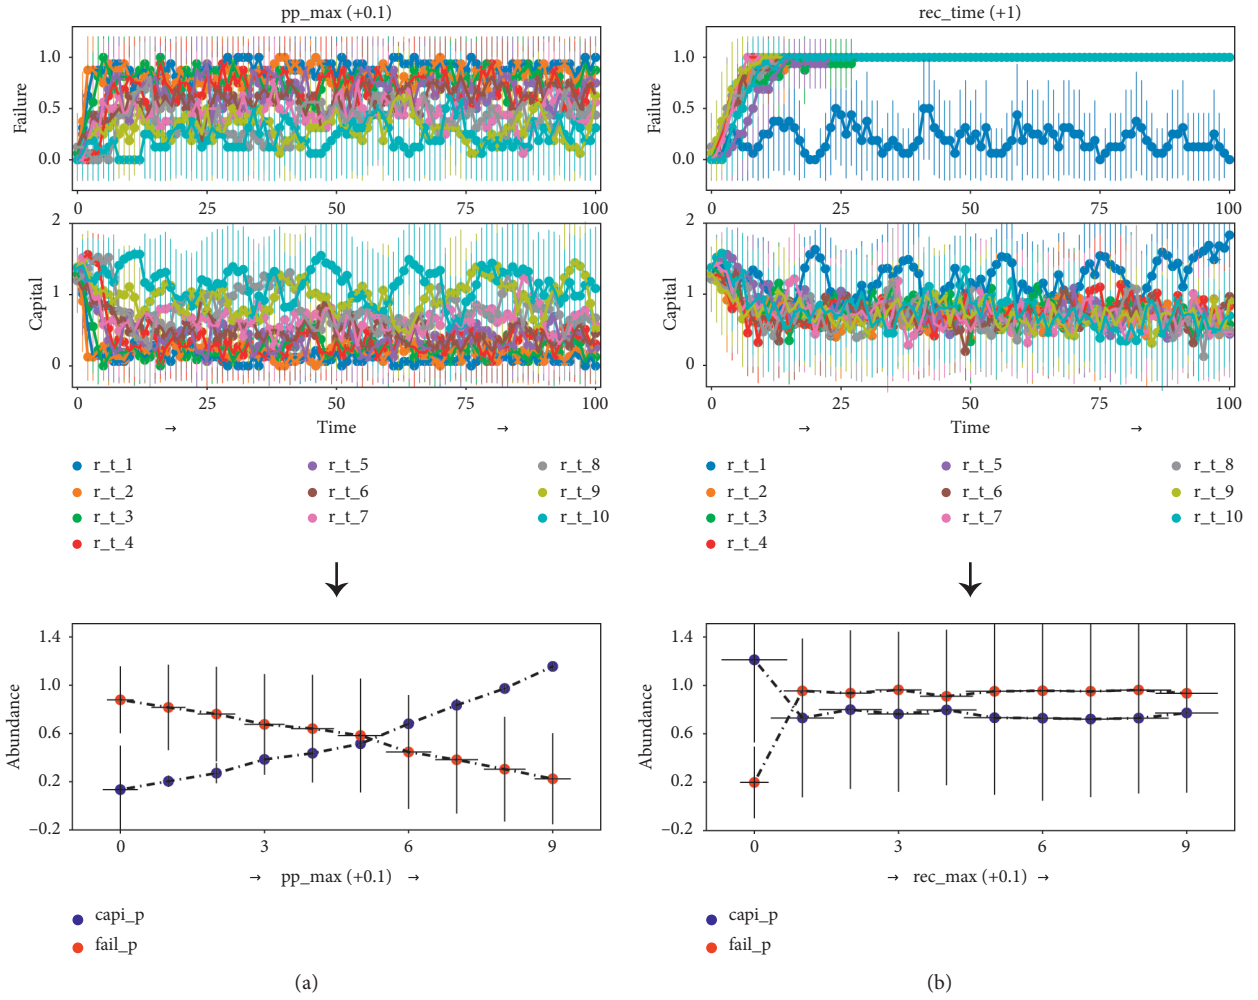 pp_max (+0.1)
1.0
0.5
0.0
Failure
0 25 50 75 100
2
1
0
Capital
0 25 50 75 100
→ Time →
r_t_1 r_t_5 r_t_8
r_t_2 r_t_6 r_t_9
r_t_3 r_t_7 r_t_10
r_t_4
1.4
1.0
0.6
0.2
–0.2
Abundance
0 3 6 9
→ pp_max (+0.1) →
capi_p
fail_p
(a)
rec_time (+1)
1.0
0.5
0.0
Failure
0 25 50 75 100
2
1
0
Capital
0 25 50 75 100
→ Time →
r_t_1 r_t_5 r_t_8
r_t_2 r_t_6 r_t_9
r_t_3 r_t_7 r_t_10
r_t_4
1.4
1.0
0.6
0.2
–0.2
Abundance
0 3 6 9
→ rec_max (+0.1) →
capi_p
fail_p
(b)